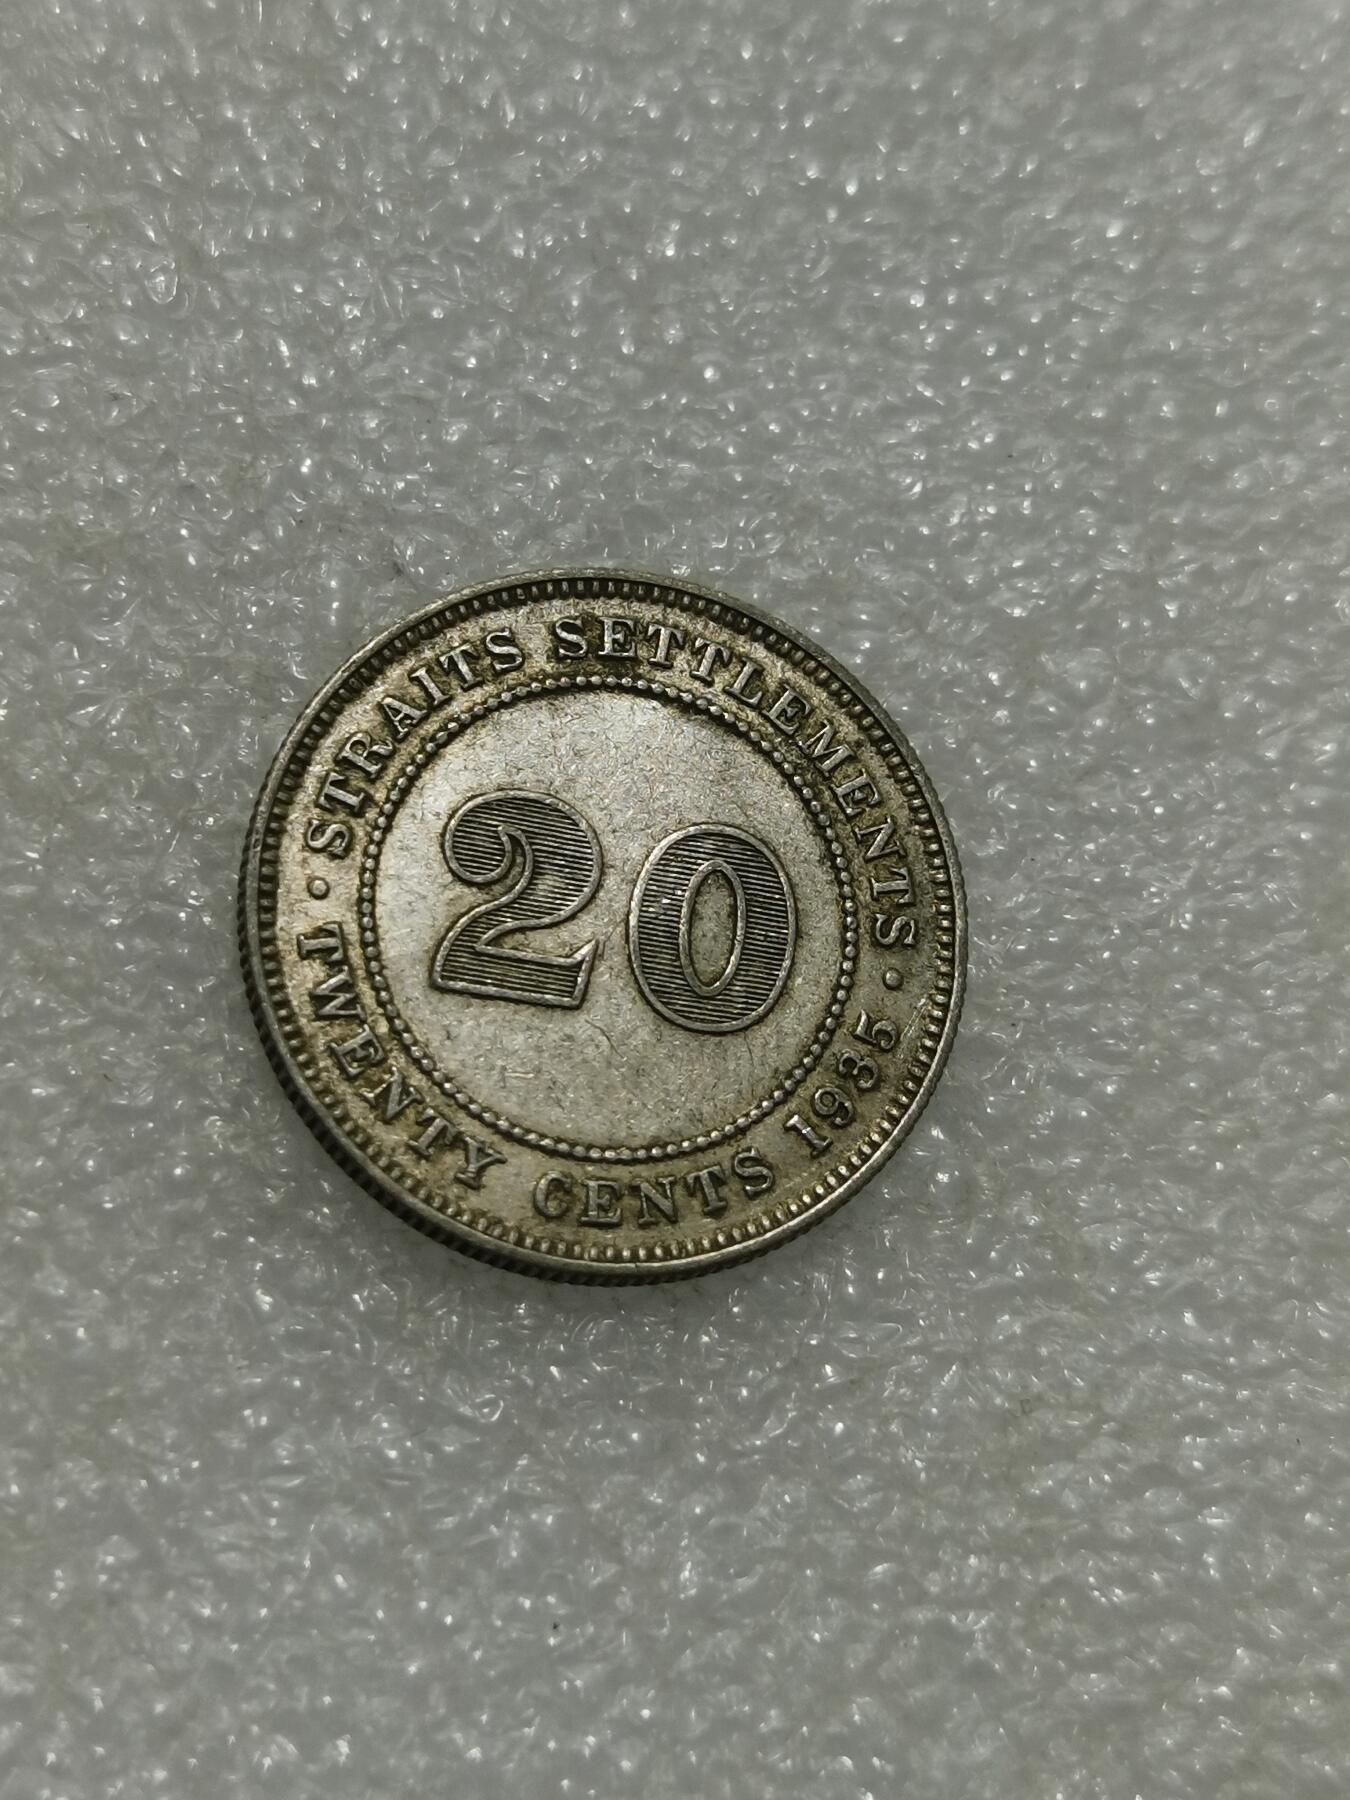 · STRAITS SETTLEMENTS ·
20
TWENTY CENTS 1935